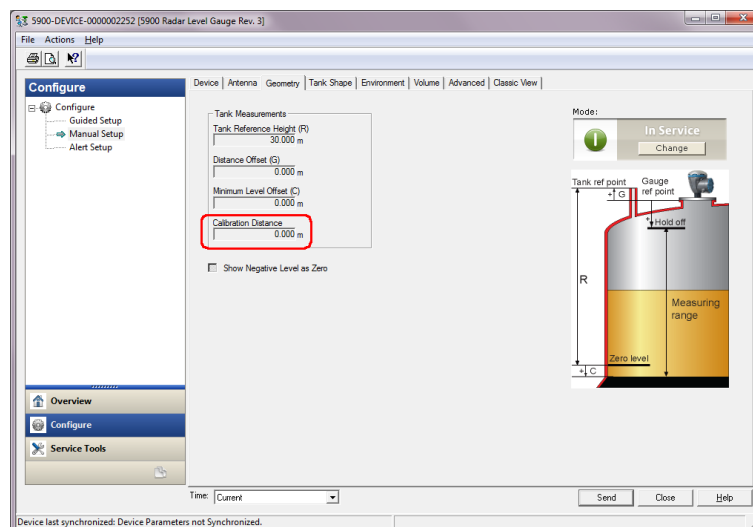 5900-DEVICE-0000002252 [5900 Radar Level Gauge Rev. 3]
File Actions Help
Configure
Configure
Guided Setup
Manual Setup
Alert Setup
Overview
Configure
Service Tools
Device Antenna Geometry Tank Shape Environment Volume Advanced Classic View
Tank Measurements
Tank Reference Height (R)
30.000 m
Distance Offset (G)
0.000 m
Minimum Level Offset (C)
0.000 m
Calibration Distance
0.000 m
Show Negative Level as Zero
Mode:
In Service
Change
Tank ref point
Gauge
ref point
+ G
+
Hold off
R
Measuring
range
Zero level
+ C
Time: Current
Send Close Help
Device last synchronized: Device Parameters not Synchronized.